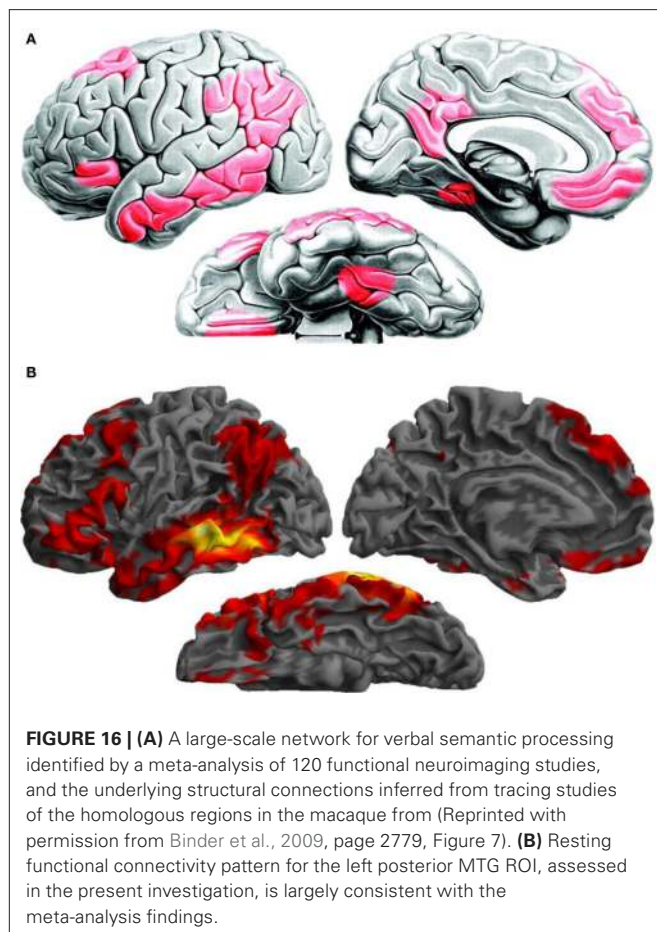 A
B
FIGURE 16 | (A) A large-scale network for verbal semantic processing
identified by a meta-analysis of 120 functional neuroimaging studies,
and the underlying structural connections inferred from tracing studies
of the homologous regions in the macaque from (Reprinted with
permission from Binder et al., 2009, page 2779, Figure 7). (B) Resting
functional connectivity pattern for the left posterior MTG ROI, assessed
in the present investigation, is largely consistent with the
meta-analysis findings.